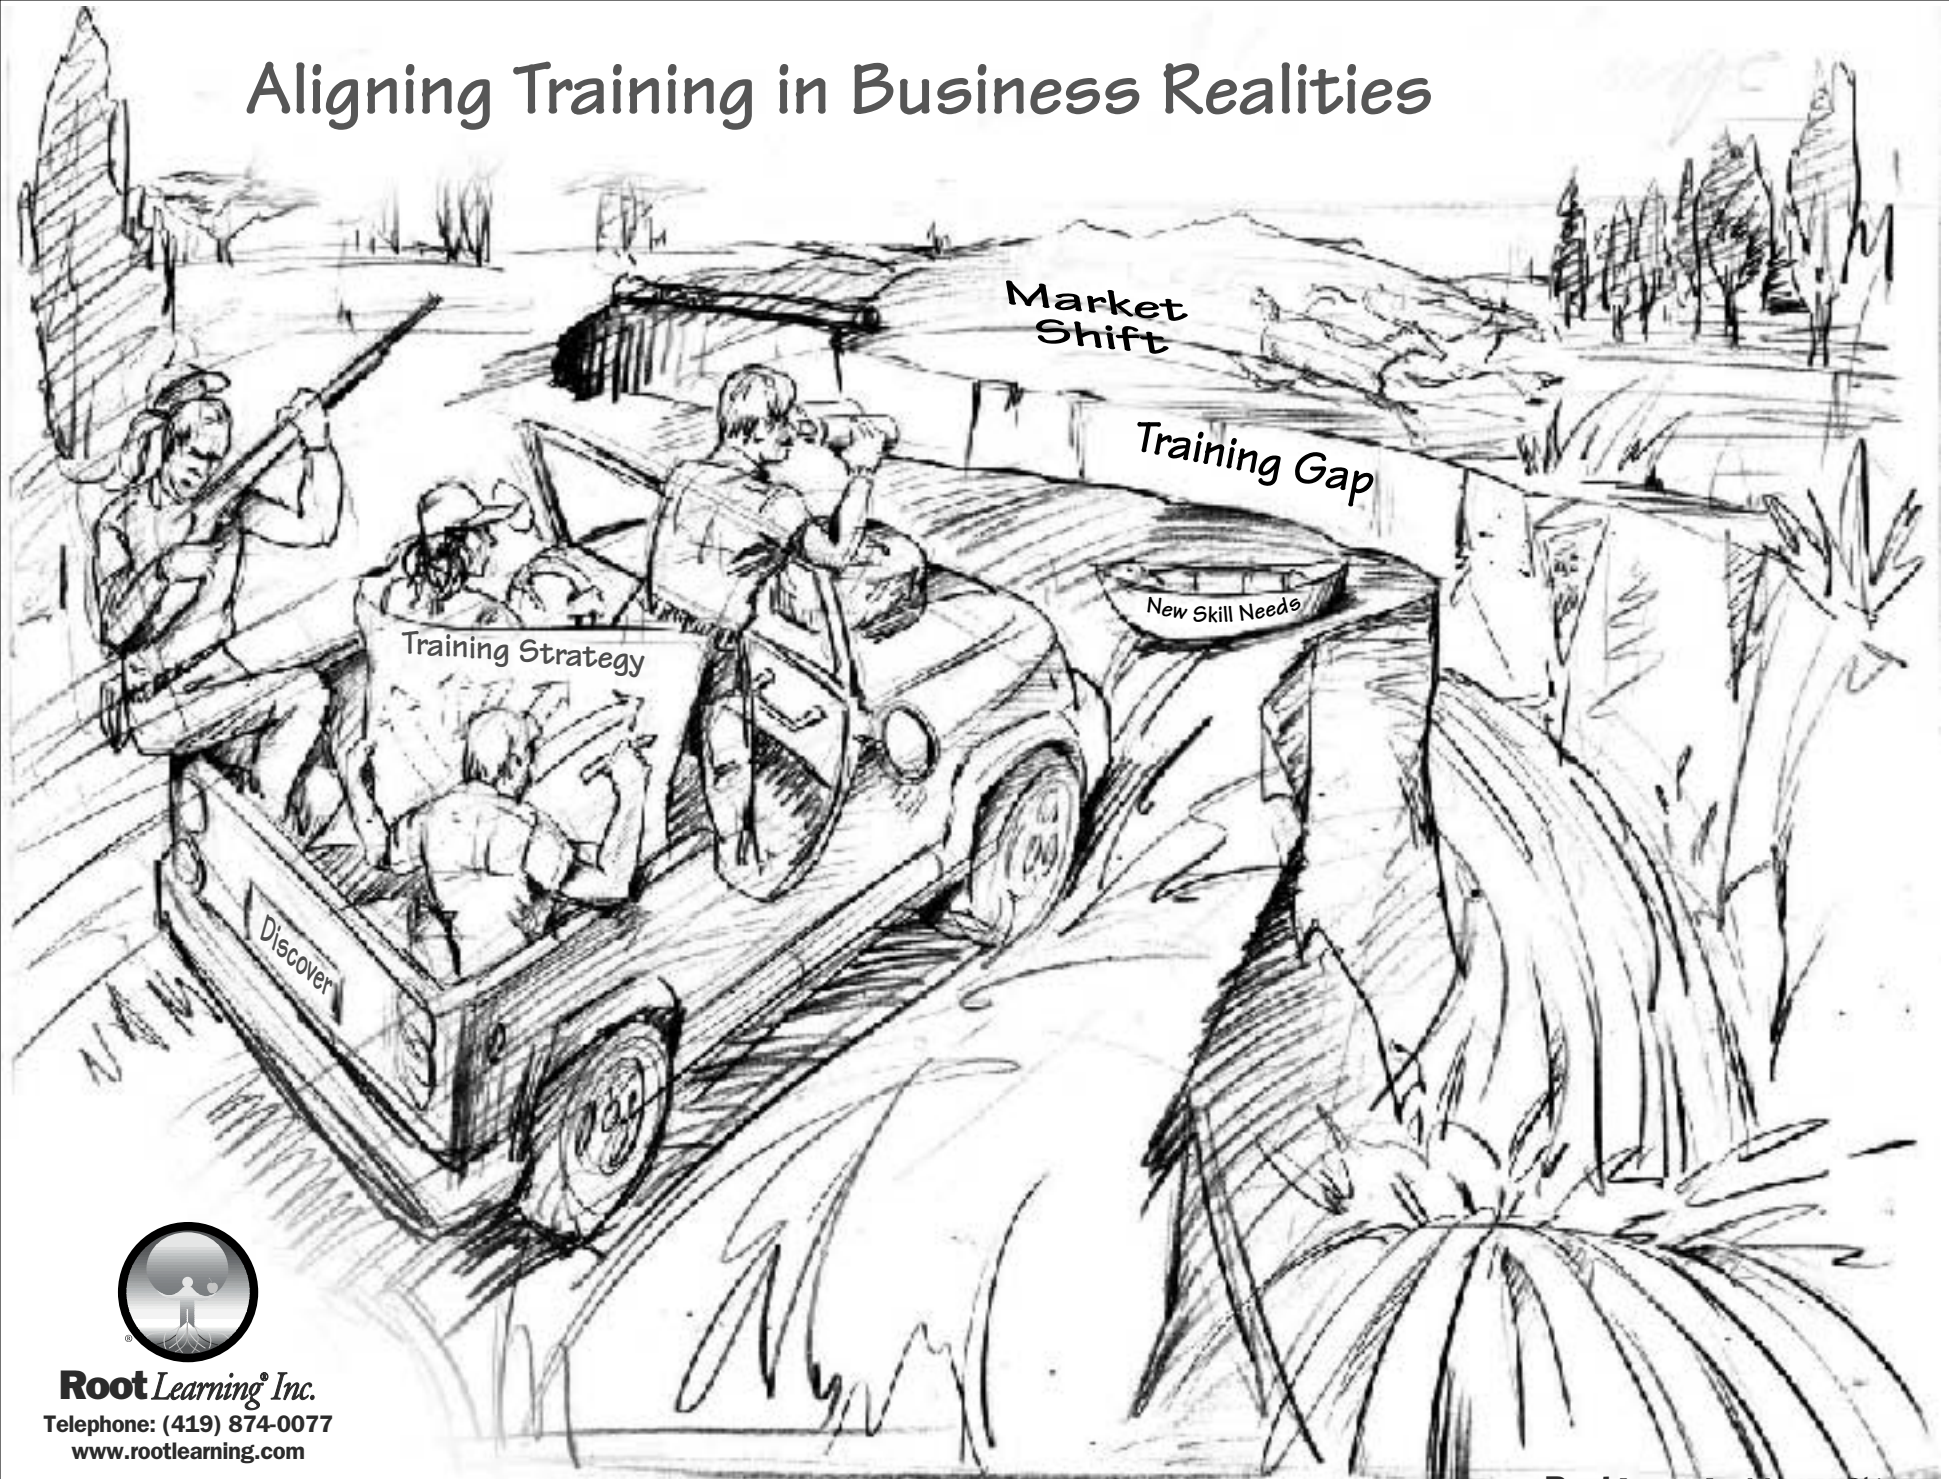 Aligning Training in Business Realities
Market
Shift
Training Gap
New Skill Needs
Training Strategy
Discover
®
Root Learning® Inc.
Telephone: (419) 874-0077
www.rootlearning.com